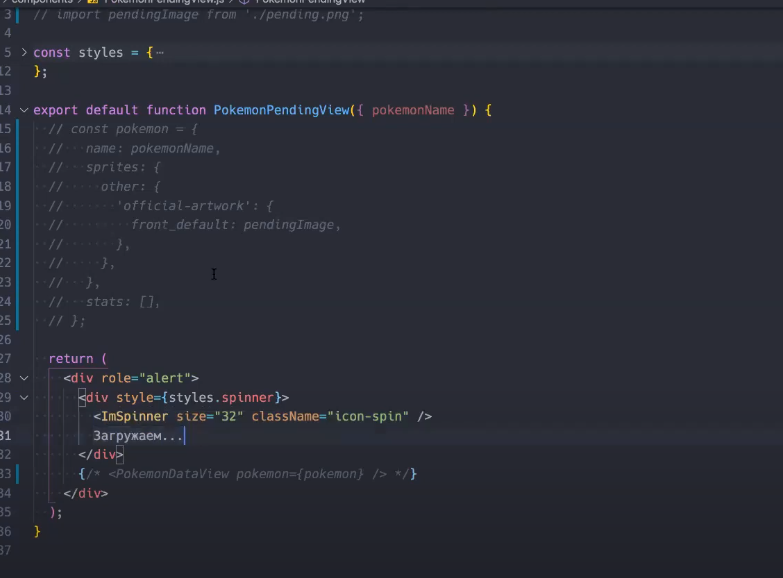 components > PokemonPendingView.js > PokemonPendingView
3 // import pendingImage from './pending.png';
4
5 > const styles = { ⋯
12 };
13
14 export default function PokemonPendingView({ pokemonName }) {
15 // const pokemon = {
16 // name: pokemonName,
17 // sprites: {
18 // other: {
19 // 'official-artwork': {
20 // front_default: pendingImage,
21 // },
22 // },
23 // },
24 // stats: [],
25 // };
26
27 return (
28 <div role="alert">
29 <div style={styles.spinner}>
30 <ImSpinner size="32" className="icon-spin" />
31 Загружаем...
32 </div>
33 {/* <PokemonDataView pokemon={pokemon} /> */}
34 </div>
35 );
36 }
37